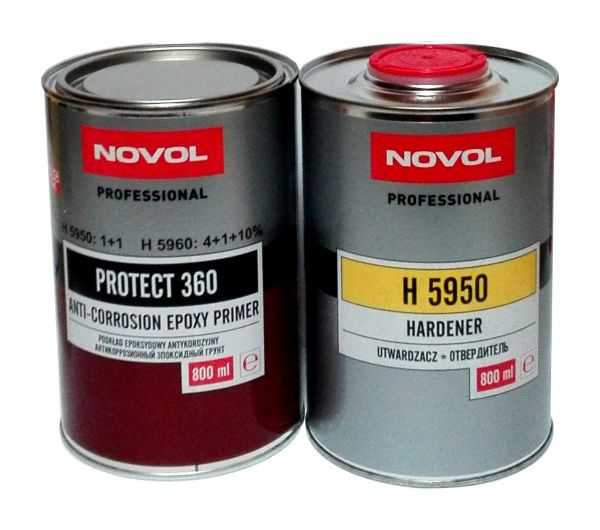 NOVOL
PROFESSIONAL
H 5950: 1+1 H 5960: 4+1+10%
PROTECT 360
ANTI-CORROSION EPOXY PRIMER
PODKŁAD EPOKSYDOWY ANTYKOROZYJNY
АНТИКОРРОЗИОННЫЙ ЭПОКСИДНЫЙ ГРУНТ
800 ml ℮
NOVOL
PROFESSIONAL
H 5950
HARDENER
UTWARDZACZ • ОТВЕРДИТЕЛЬ
800 ml ℮